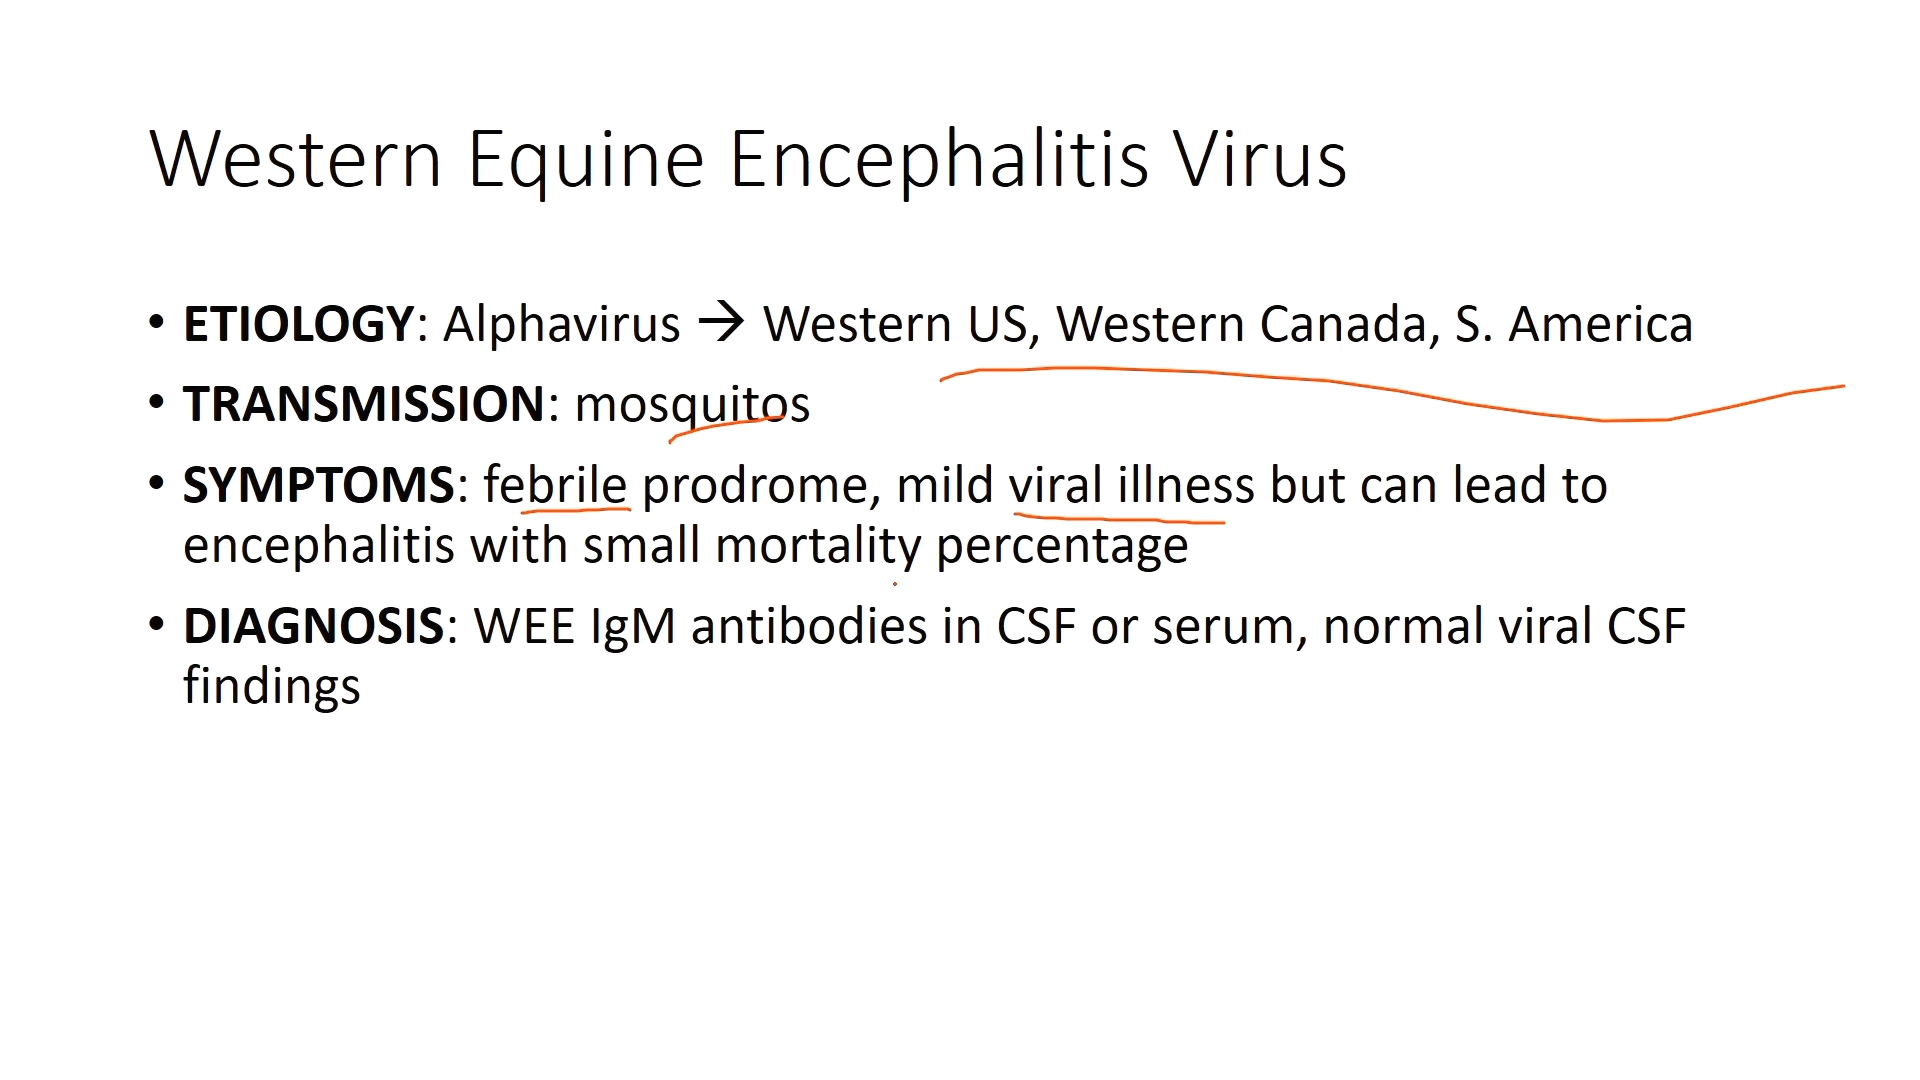 Western Equine Encephalitis Virus
• ETIOLOGY: Alphavirus → Western US, Western Canada, S. America
• TRANSMISSION: mosquitos
• SYMPTOMS: febrile prodrome, mild viral illness but can lead to
encephalitis with small mortality percentage
• DIAGNOSIS: WEE IgM antibodies in CSF or serum, normal viral CSF
findings